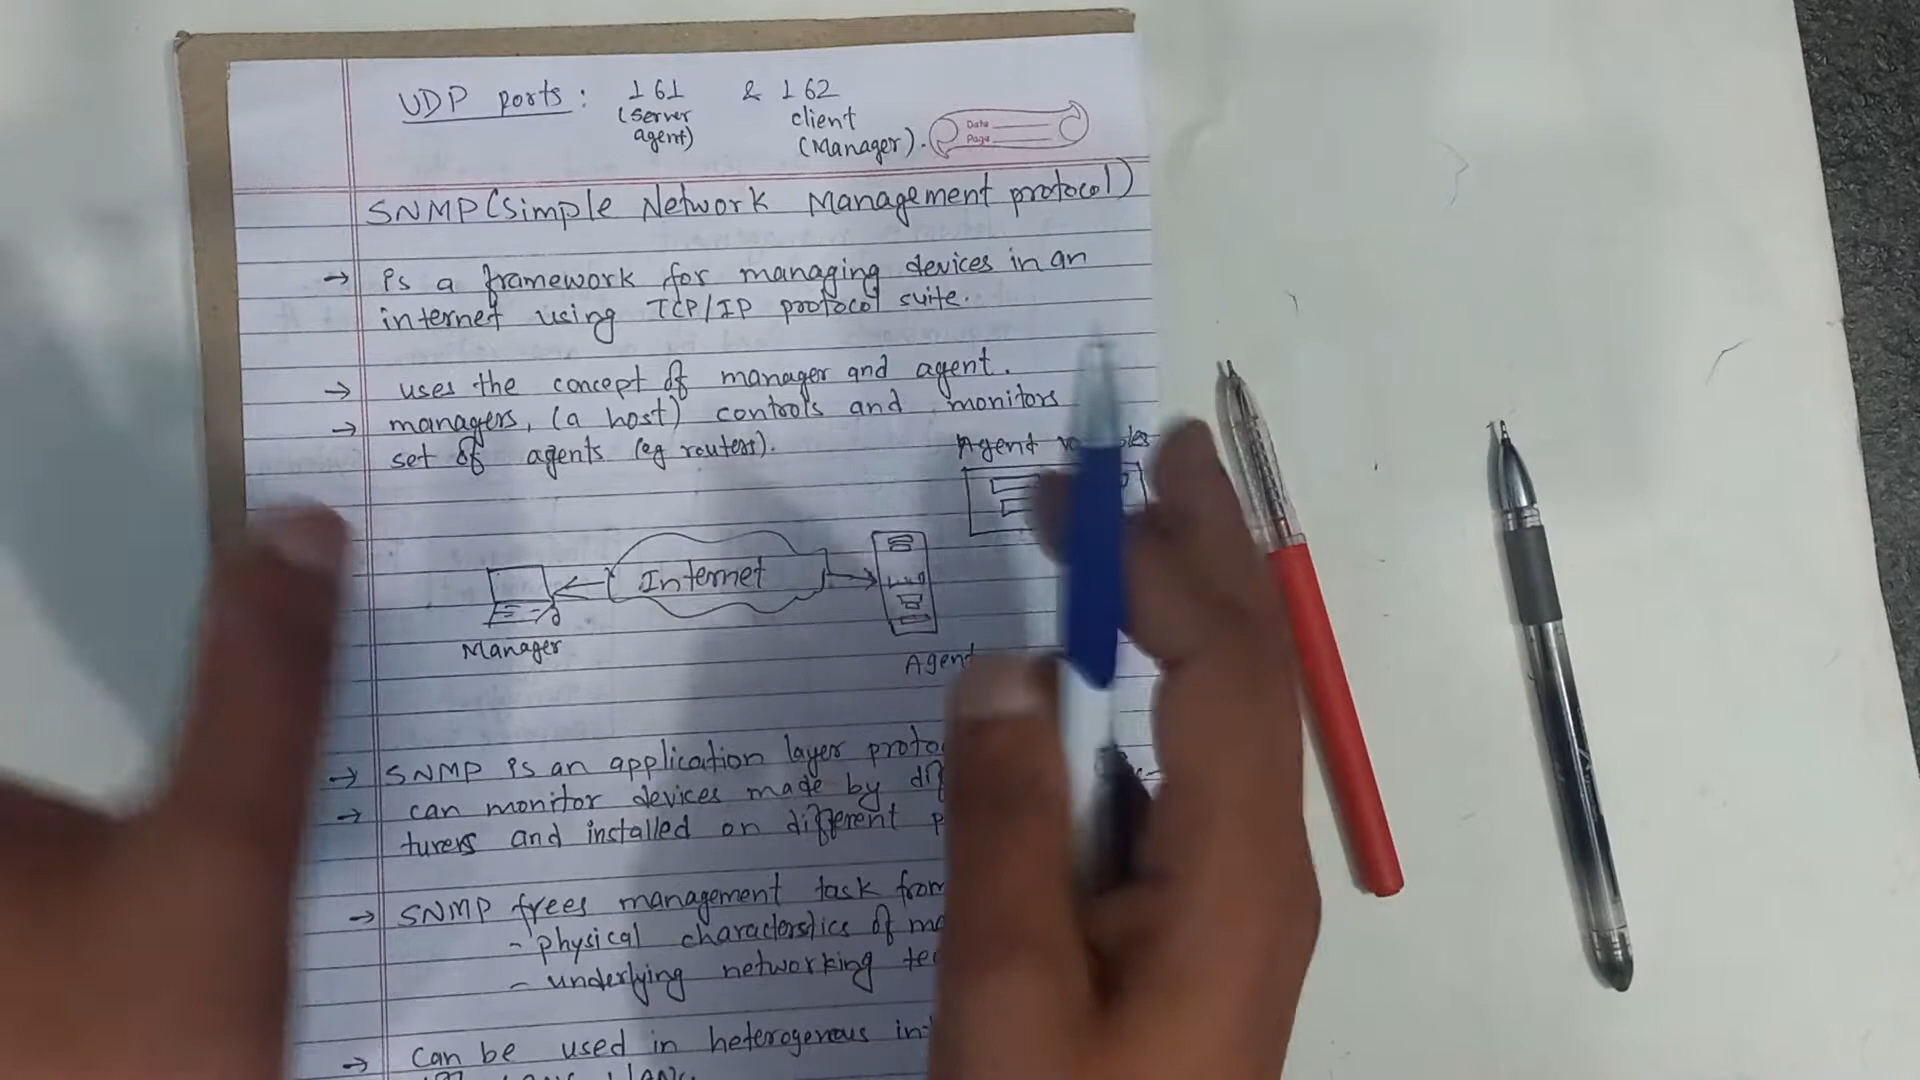 UDP ports: 161 & 162
(server client
agent) (Manager).
Date
Page
SNMP(Simple Network Management protocol)
→ is a framework for managing devices in an
internet using TCP/IP protocol suite.
→ uses the concept of manager and agent.
→ managers, (a host) controls and monitors
set of agents (eg routers).
Agent
Internet
Manager
Agent
→ SNMP is an application layer
→ can monitor devices made by
turers and installed on different
→ SNMP frees management task from
- physical characterstics of
- underlying networking
→ can be used in heterogenous